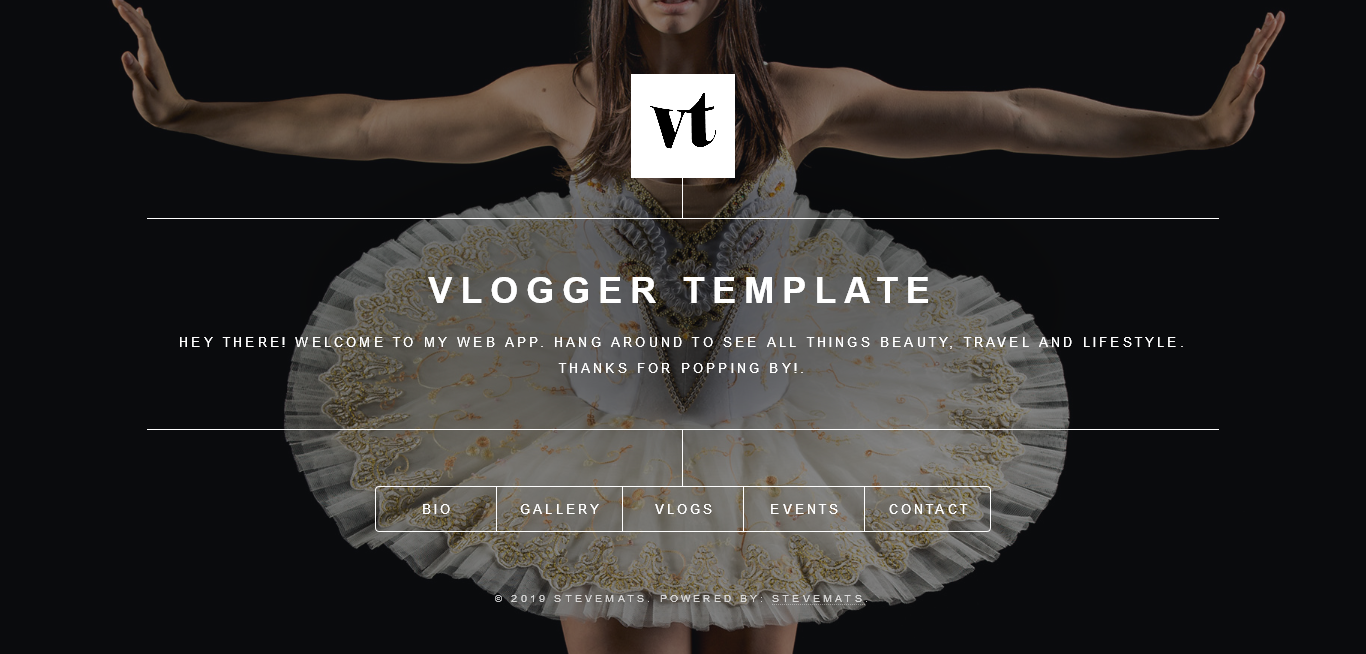 vt
VLOGGER TEMPLATE
HEY THERE! WELCOME TO MY WEB APP. HANG AROUND TO SEE ALL THINGS BEAUTY, TRAVEL AND LIFESTYLE.
THANKS FOR POPPING BY!.
BIO GALLERY VLOGS EVENTS CONTACT
© 2019 STEVEMATS. POWERED BY: STEVEMATS.